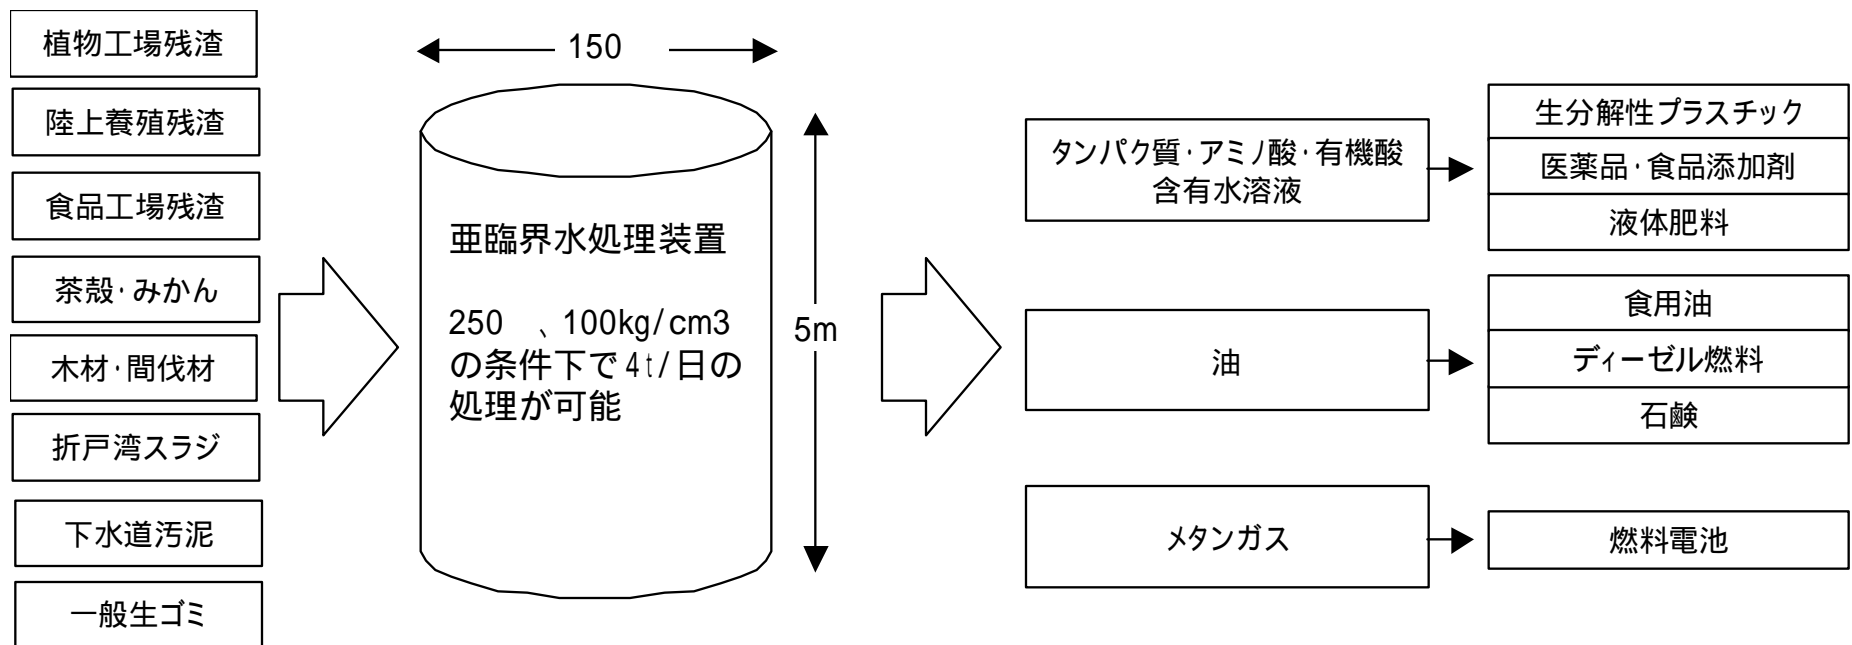 植物工場残渣
陸上養殖残渣
食品工場残渣
茶殻・みかん
木材・間伐材
折戸湾スラジ
下水道汚泥
一般生ゴミ
150
亜臨界水処理装置
250 、100kg/cm3
の条件下で4t/日の
処理が可能
5m
タンパク質・アミノ酸・有機酸
含有水溶液
生分解性プラスチック
医薬品・食品添加剤
液体肥料
油
食用油
ディーゼル燃料
石鹸
メタンガス
燃料電池